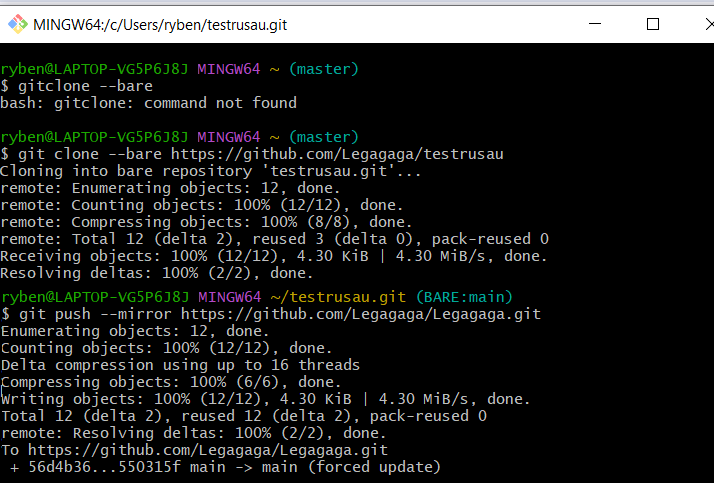 MINGW64:/c/Users/ryben/testrusau.git
ryben@LAPTOP-VG5P6J8J MINGW64 ~ (master)
$ gitclone --bare
bash: gitclone: command not found
ryben@LAPTOP-VG5P6J8J MINGW64 ~ (master)
$ git clone --bare https://github.com/Legagaga/testrusau
Cloning into bare repository 'testrusau.git'...
remote: Enumerating objects: 12, done.
remote: Counting objects: 100% (12/12), done.
remote: Compressing objects: 100% (8/8), done.
remote: Total 12 (delta 2), reused 3 (delta 0), pack-reused 0
Receiving objects: 100% (12/12), 4.30 KiB | 4.30 MiB/s, done.
Resolving deltas: 100% (2/2), done.
ryben@LAPTOP-VG5P6J8J MINGW64 ~/testrusau.git (BARE:main)
$ git push --mirror https://github.com/Legagaga/Legagaga.git
Enumerating objects: 12, done.
Counting objects: 100% (12/12), done.
Delta compression using up to 16 threads
Compressing objects: 100% (6/6), done.
Writing objects: 100% (12/12), 4.30 KiB | 4.30 MiB/s, done.
Total 12 (delta 2), reused 12 (delta 2), pack-reused 0
remote: Resolving deltas: 100% (2/2), done.
To https://github.com/Legagaga/Legagaga.git
 + 56d4b36...550315f main -> main (forced update)